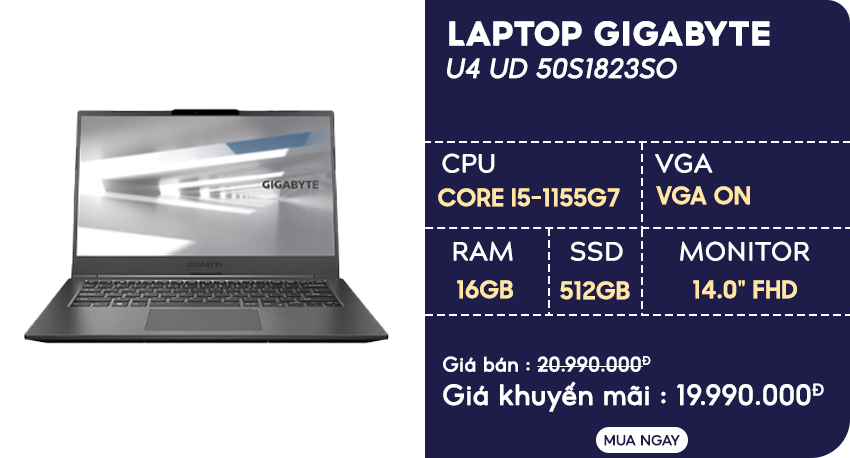 LAPTOP GIGABYTE
U4 UD 50S1823SO
GIGABYTE
GIGABYTE
CPU
CORE I5-1155G7
VGA
VGA ON
RAM
16GB
SSD
512GB
MONITOR
14.0" FHD
Giá bán : 20.990.000Đ
Giá khuyến mãi : 19.990.000Đ
MUA NGAY